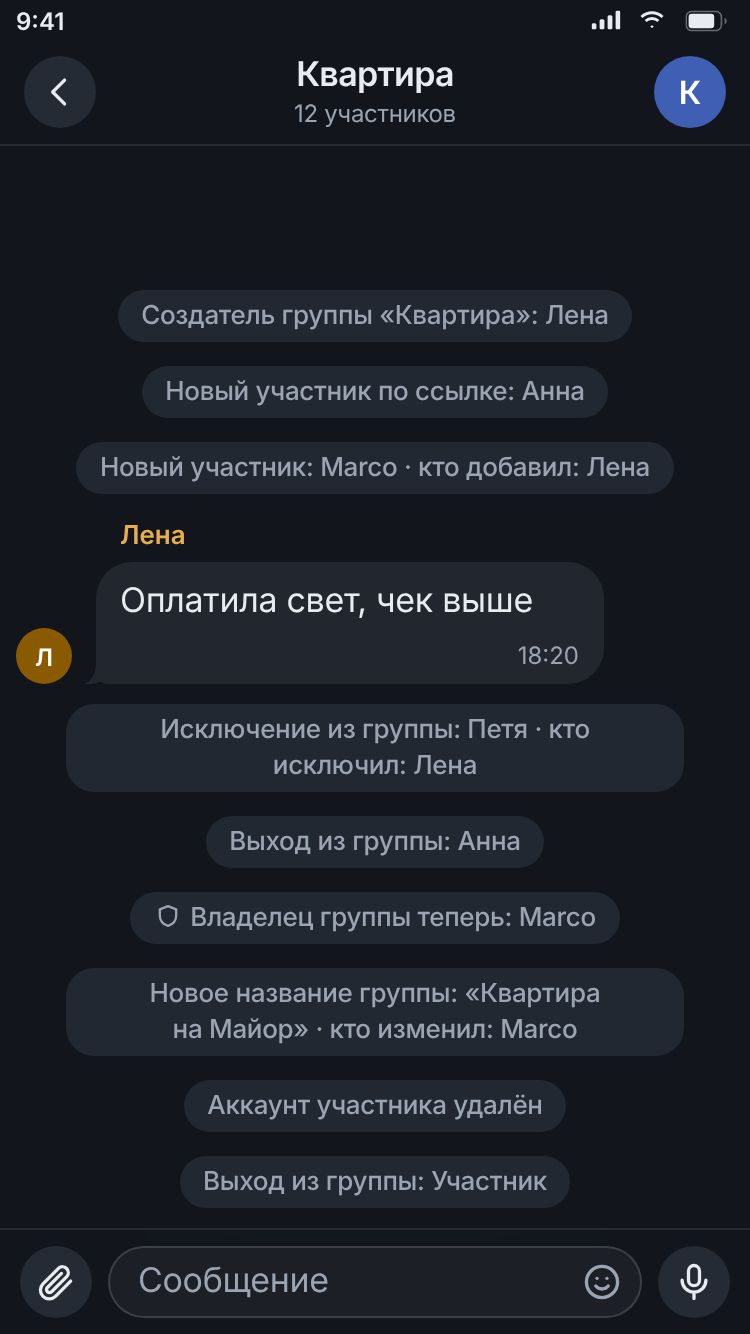 9:41
Квартира
12 участников
К
Создатель группы «Квартира»: Лена
Новый участник по ссылке: Анна
Новый участник: Marco · кто добавил: Лена
Лена
Оплатила свет, чек выше
18:20
Л
Исключение из группы: Петя · кто
исключил: Лена
Выход из группы: Анна
Владелец группы теперь: Marco
Новое название группы: «Квартира
на Майор» · кто изменил: Marco
Аккаунт участника удалён
Выход из группы: Участник
Сообщение